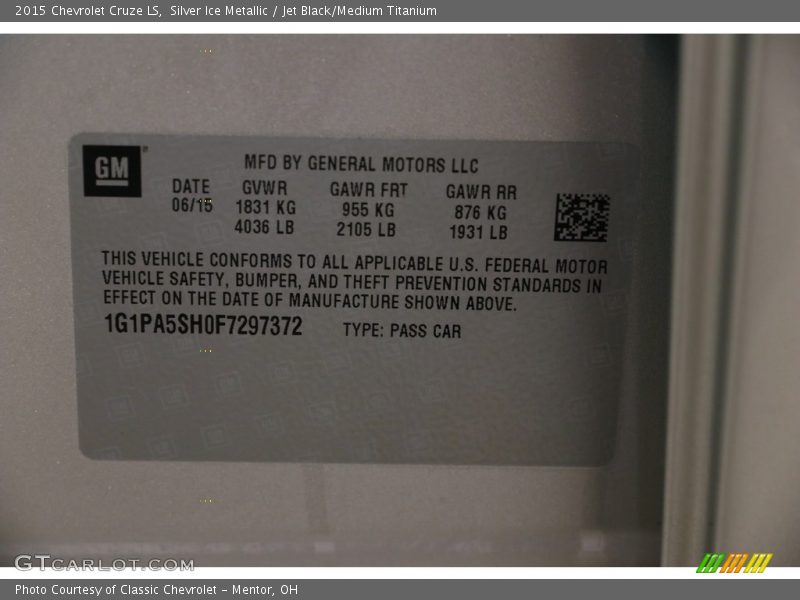 2015 Chevrolet Cruze LS, Silver Ice Metallic / Jet Black/Medium Titanium
GM
MFD BY GENERAL MOTORS LLC
DATE GVWR GAWR FRT GAWR RR
06/15 1831 KG 955 KG 876 KG
4036 LB 2105 LB 1931 LB
THIS VEHICLE CONFORMS TO ALL APPLICABLE U.S. FEDERAL MOTOR
VEHICLE SAFETY, BUMPER, AND THEFT PREVENTION STANDARDS IN
EFFECT ON THE DATE OF MANUFACTURE SHOWN ABOVE.
1G1PA5SH0F7297372 TYPE: PASS CAR
GTCARLOT.COM
Photo Courtesy of Classic Chevrolet - Mentor, OH